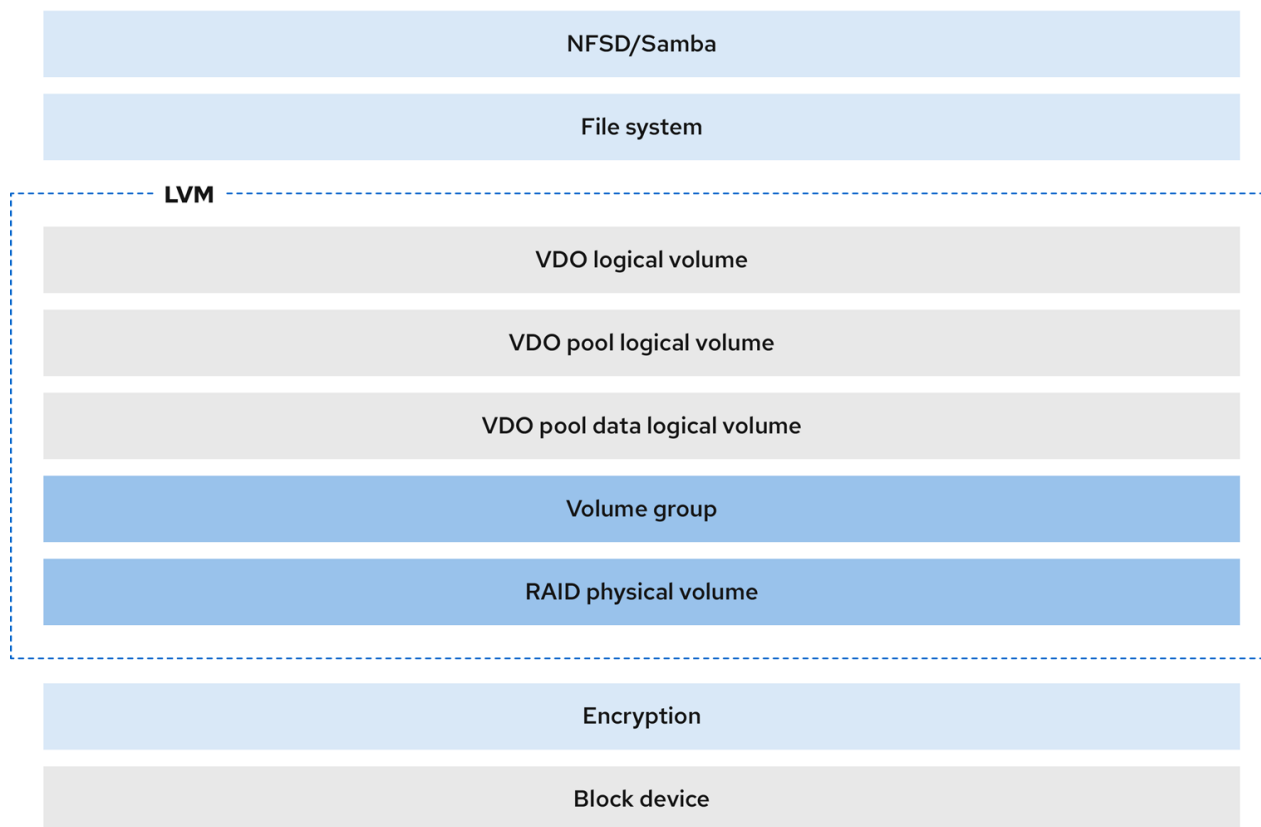 NFSD/Samba
File system
LVM
VDO logical volume
VDO pool logical volume
VDO pool data logical volume
Volume group
RAID physical volume
Encryption
Block device